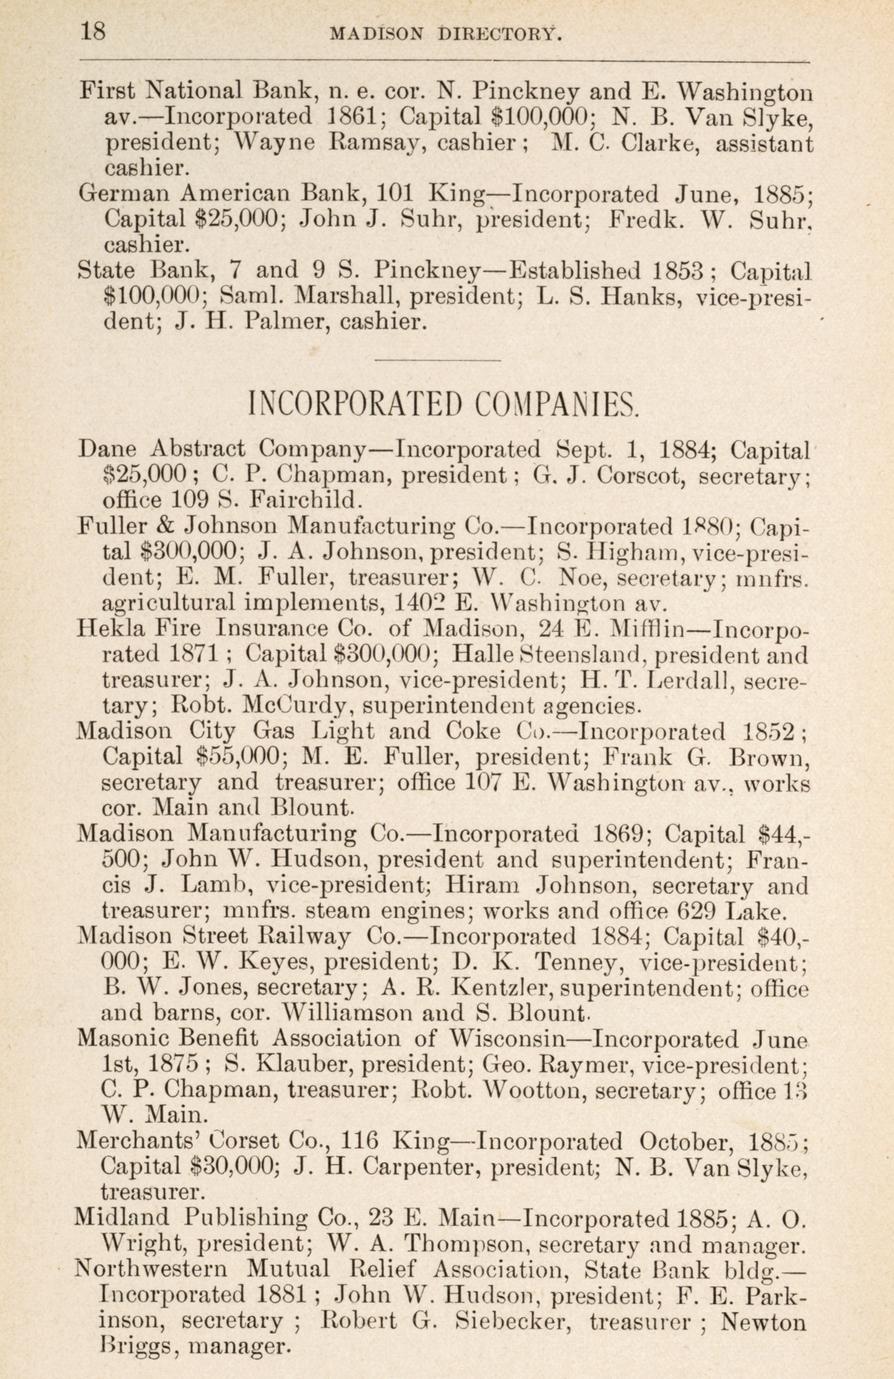 18 MADISON DIRECTORY.
First National Bank, n. e. cor. N. Pinckney and E. Washington
av.—Incorporated 1861; Capital $100,000; N. B. Van Slyke,
president; Wayne Ramsay, cashier; M. C. Clarke, assistant
cashier.
German American Bank, 101 King—Incorporated June, 1885;
Capital $25,000; John J. Suhr, president; Fredk. W. Suhr,
cashier.
State Bank, 7 and 9 S. Pinckney—Established 1853; Capital
$100,000; Saml. Marshall, president; L. S. Hanks, vice-presi-
dent; J. H. Palmer, cashier.
INCORPORATED COMPANIES.
Dane Abstract Company—Incorporated Sept. 1, 1884; Capital
$25,000; C. P. Chapman, president; G. J. Corscot, secretary;
office 109 S. Fairchild.
Fuller & Johnson Manufacturing Co.—Incorporated 1880; Capi-
tal $300,000; J. A. Johnson, president; S. Higham, vice-presi-
dent; E. M. Fuller, treasurer; W. C. Noe, secretary; mnfrs.
agricultural implements, 1402 E. Washington av.
Hekla Fire Insurance Co. of Madison, 24 E. Mifflin—Incorpo-
rated 1871; Capital $300,000; Halle Steensland, president and
treasurer; J. A. Johnson, vice-president; H. T. Lerdall, secre-
tary; Robt. McCurdy, superintendent agencies.
Madison City Gas Light and Coke Co.—Incorporated 1852;
Capital $55,000; M. E. Fuller, president; Frank G. Brown,
secretary and treasurer; office 107 E. Washington av., works
cor. Main and Blount.
Madison Manufacturing Co.—Incorporated 1869; Capital $44,-
500; John W. Hudson, president and superintendent; Fran-
cis J. Lamb, vice-president; Hiram Johnson, secretary and
treasurer; mnfrs. steam engines; works and office 629 Lake.
Madison Street Railway Co.—Incorporated 1884; Capital $40,-
000; E. W. Keyes, president; D. K. Tenney, vice-president;
B. W. Jones, secretary; A. R. Kentzler, superintendent; office
and barns, cor. Williamson and S. Blount.
Masonic Benefit Association of Wisconsin—Incorporated June
1st, 1875; S. Klauber, president; Geo. Raymer, vice-president;
C. P. Chapman, treasurer; Robt. Wootton, secretary; office 13
W. Main.
Merchants' Corset Co., 116 King—Incorporated October, 1885;
Capital $30,000; J. H. Carpenter, president; N. B. Van Slyke,
treasurer.
Midland Publishing Co., 23 E. Main—Incorporated 1885; A. O.
Wright, president; W. A. Thompson, secretary and manager.
Northwestern Mutual Relief Association, State Bank bldg.—
Incorporated 1881; John W. Hudson, president; F. E. Park-
inson, secretary; Robert G. Siebecker, treasurer; Newton
Briggs, manager.